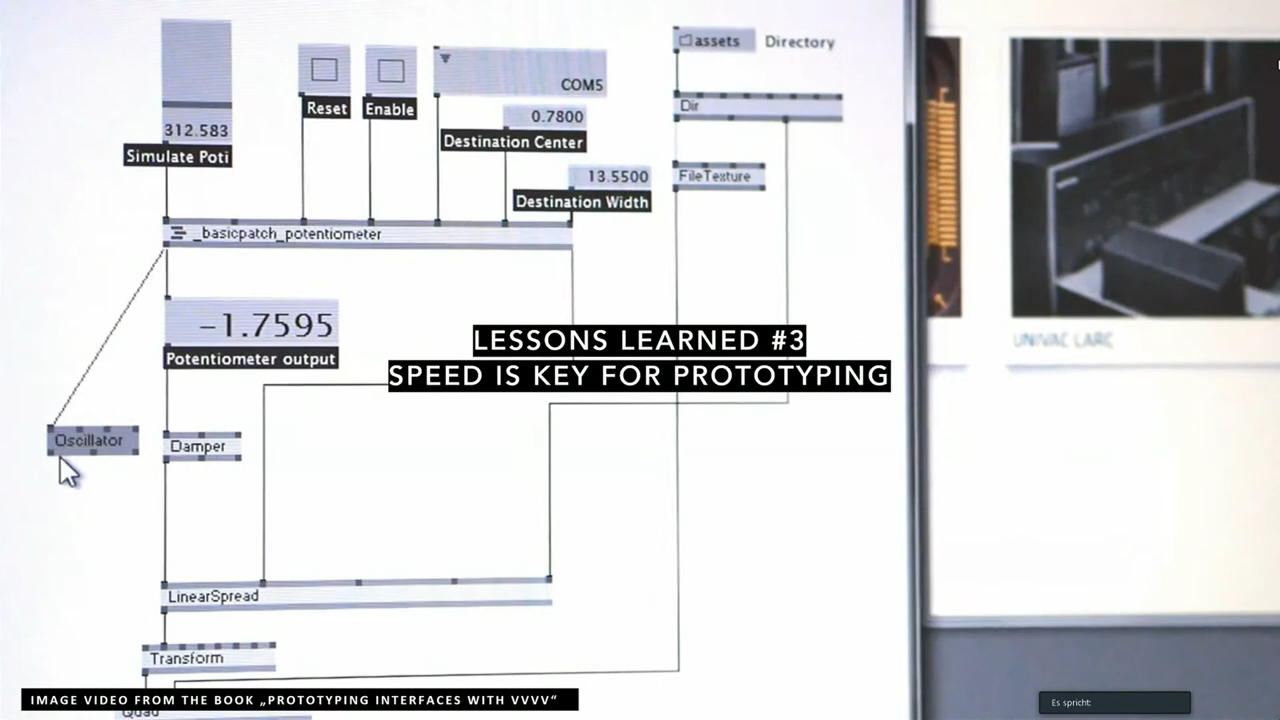 assets
Directory
COM5
Dir
Reset
Enable
0.7800
312.583
Destination Center
Simulate Poti
FileTexture
13.5500
Destination Width
_basicpatch_potentiometer
−1.7595
LESSONS LEARNED #3
UNIVAC LARC
Potentiometer output
SPEED IS KEY FOR PROTOTYPING
Oscillator
Damper
LinearSpread
Transform
IMAGE VIDEO FROM THE BOOK „PROTOTYPING INTERFACES WITH VVVV“
Es spricht:
Quad